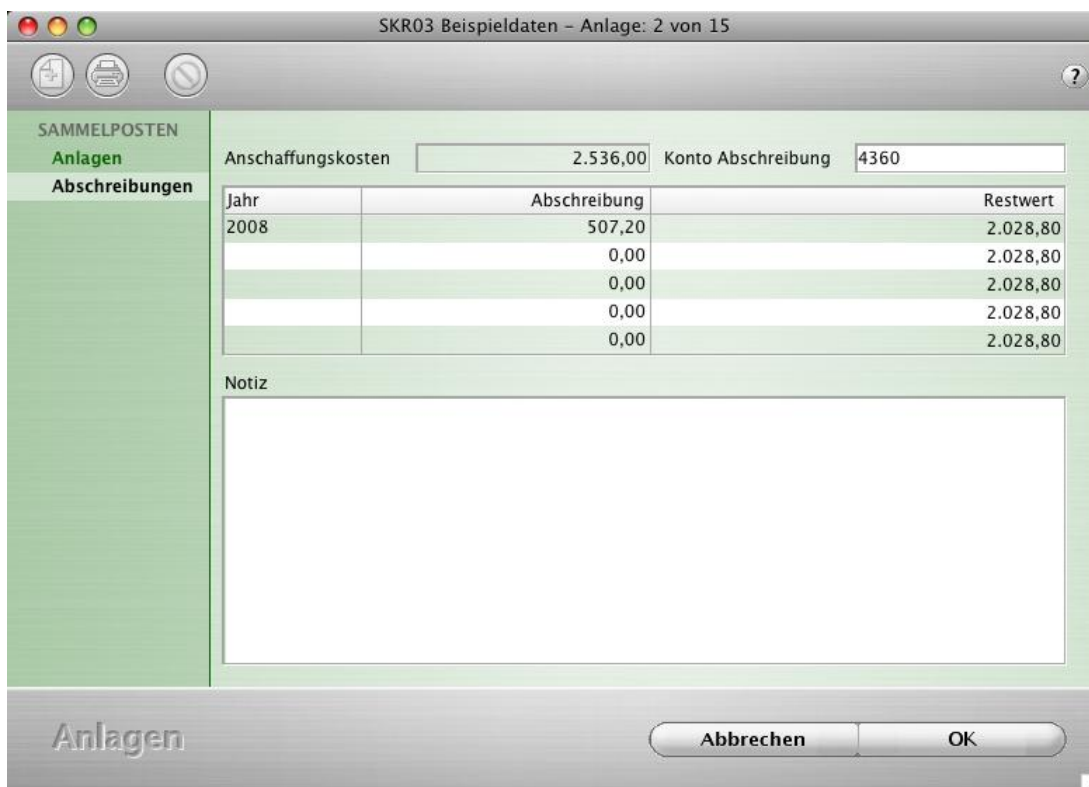 SKR03 Beispieldaten – Anlage: 2 von 15
?
SAMMELPOSTEN
Anlagen
Abschreibungen
Anschaffungskosten 2.536,00 Konto Abschreibung 4360
Jahr Abschreibung Restwert
2008 507,20 2.028,80
0,00 2.028,80
0,00 2.028,80
0,00 2.028,80
0,00 2.028,80
Notiz
Anlagen
Abbrechen OK